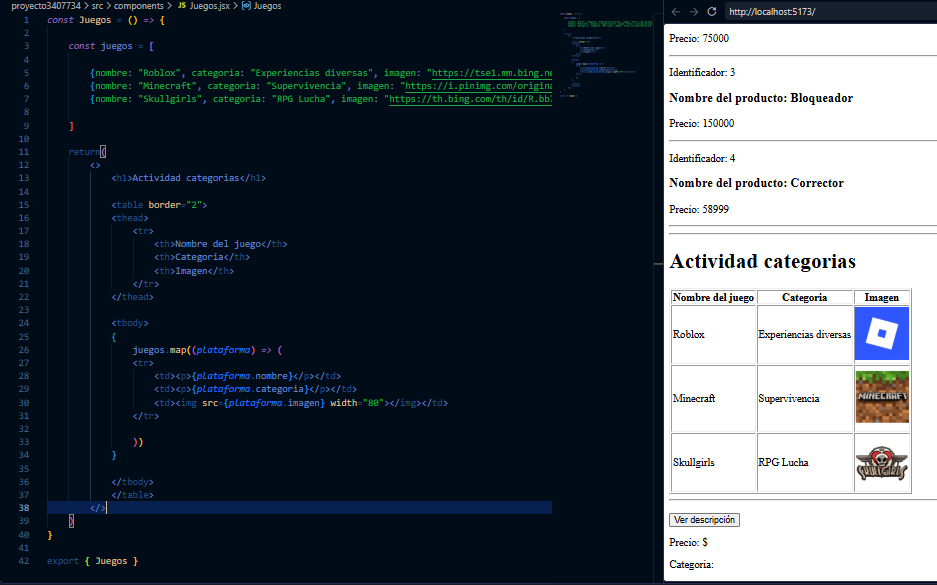 proyecto3407734 > src > components > JS Juegos.jsx > Juegos
1 const Juegos = () => {
2
3 const juegos = [
4
5 {nombre: "Roblox", categoria: "Experiencias diversas", imagen: "https://tse1.mm.bing.ne
6 {nombre: "Minecraft", categoria: "Supervivencia", imagen: "https://i.pinimg.com/origina
7 {nombre: "Skullgirls", categoria: "RPG Lucha", imagen: "https://th.bing.com/th/id/R.bb7
8
9 ]
10
11 return(
12 <>
13 <h1>Actividad categorias</h1>
14
15 <table border="2">
16 <thead>
17 <tr>
18 <th>Nombre del juego</th>
19 <th>Categoria</th>
20 <th>Imagen</th>
21 </tr>
22 </thead>
23
24 <tbody>
25 {
26 juegos.map((plataforma) => (
27 <tr>
28 <td><p>{plataforma.nombre}</p></td>
29 <td><p>{plataforma.categoria}</p></td>
30 <td><img src={plataforma.imagen} width="80"></img></td>
31 </tr>
32
33 ))
34 }
35
36 </tbody>
37 </table>
38 </>
39 )
40 }
41
42 export { Juegos }
http://localhost:5173/
Precio: 75000
Identificador: 3
Nombre del producto: Bloqueador
Precio: 150000
Identificador: 4
Nombre del producto: Corrector
Precio: 58999
Actividad categorias
Nombre del juego Categoria Imagen
Roblox Experiencias diversas
Minecraft Supervivencia MINECRAFT
Skullgirls RPG Lucha SKULLGIRLS
Ver descripción
Precio: $
Categoria: